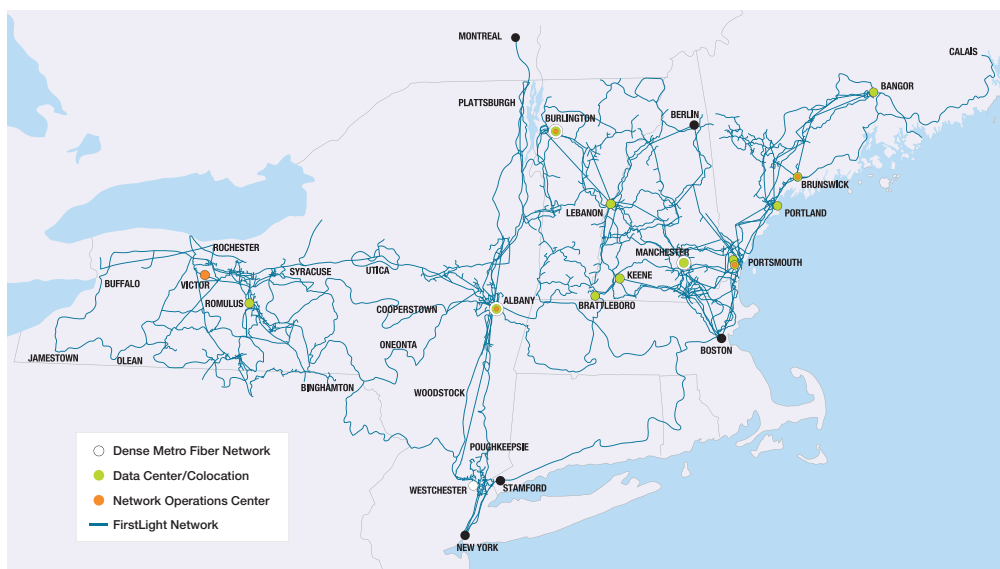 MONTREAL
CALAIS
BANGOR
PLATTSBURGH
BURLINGTON
BERLIN
BRUNSWICK
LEBANON
PORTLAND
ROCHESTER
MANCHESTER
PORTSMOUTH
SYRACUSE
UTICA
VICTOR
BUFFALO
KEENE
ROMULUS
ALBANY
BRATTLEBORO
COOPERSTOWN
ONEONTA
BOSTON
JAMESTOWN
OLEAN
BINGHAMTON
WOODSTOCK
POUGHKEEPSIE
WESTCHESTER
STAMFORD
NEW YORK
Dense Metro Fiber Network
Data Center/Colocation
Network Operations Center
FirstLight Network